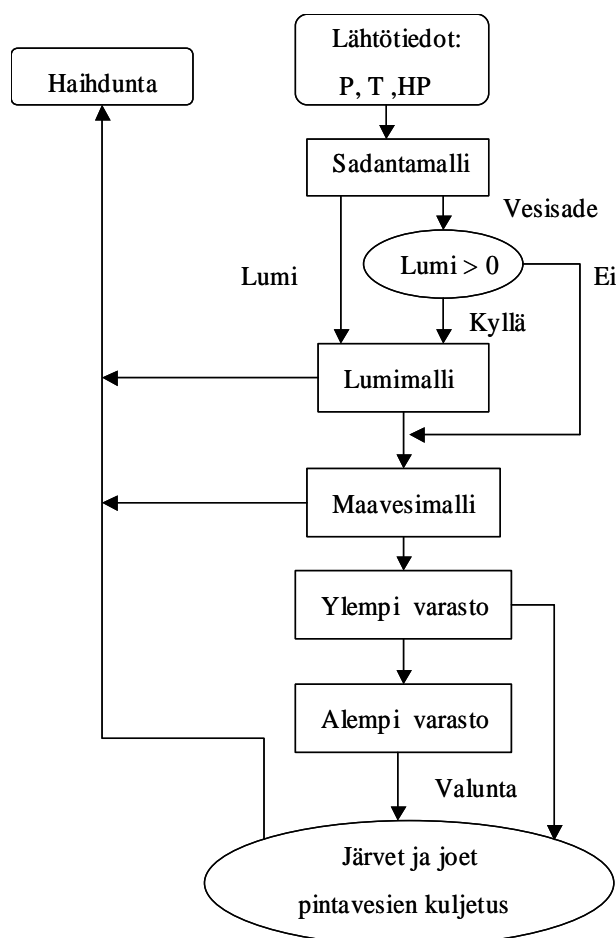 Lähtötiedot:
P, T ,HP
Haihdunta
Sadantamalli
Vesisade
Lumi > 0
Lumi
Ei
Kyllä
Lumimalli
Maavesimalli
Ylempi varasto
Alempi varasto
Valunta
Järvet ja joet
pintavesien kuljetus